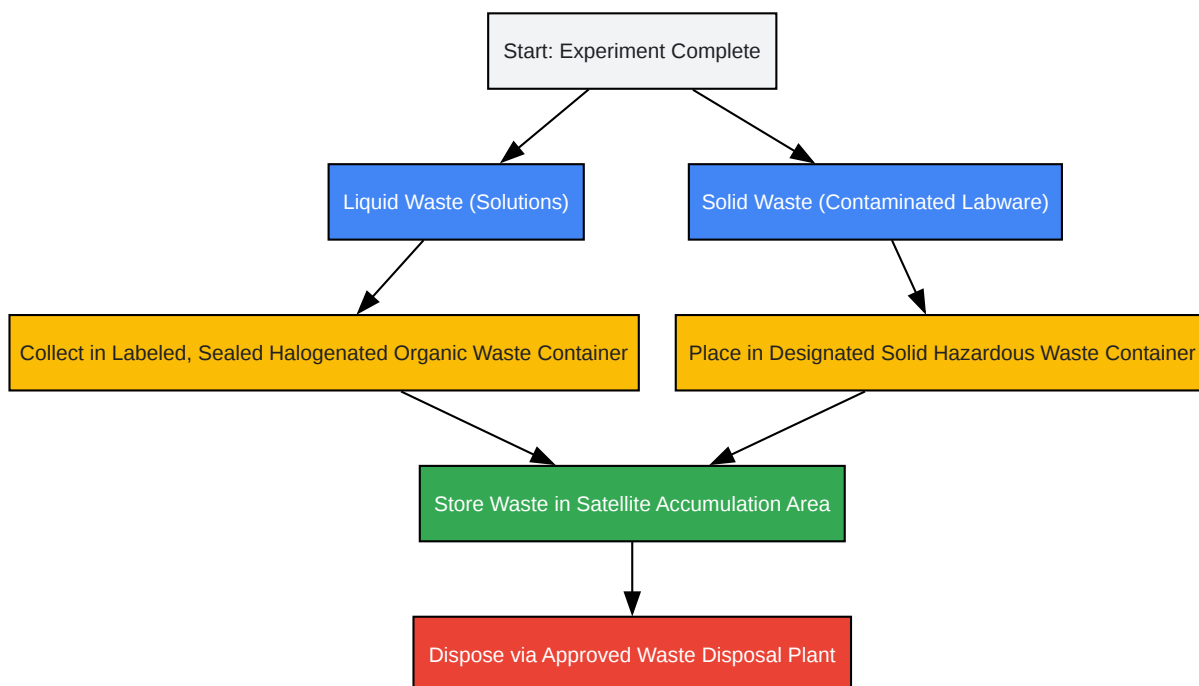 Start: Experiment Complete
Liquid Waste (Solutions)
Solid Waste (Contaminated Labware)
Collect in Labeled, Sealed Halogenated Organic Waste Container
Place in Designated Solid Hazardous Waste Container
Store Waste in Satellite Accumulation Area
Dispose via Approved Waste Disposal Plant